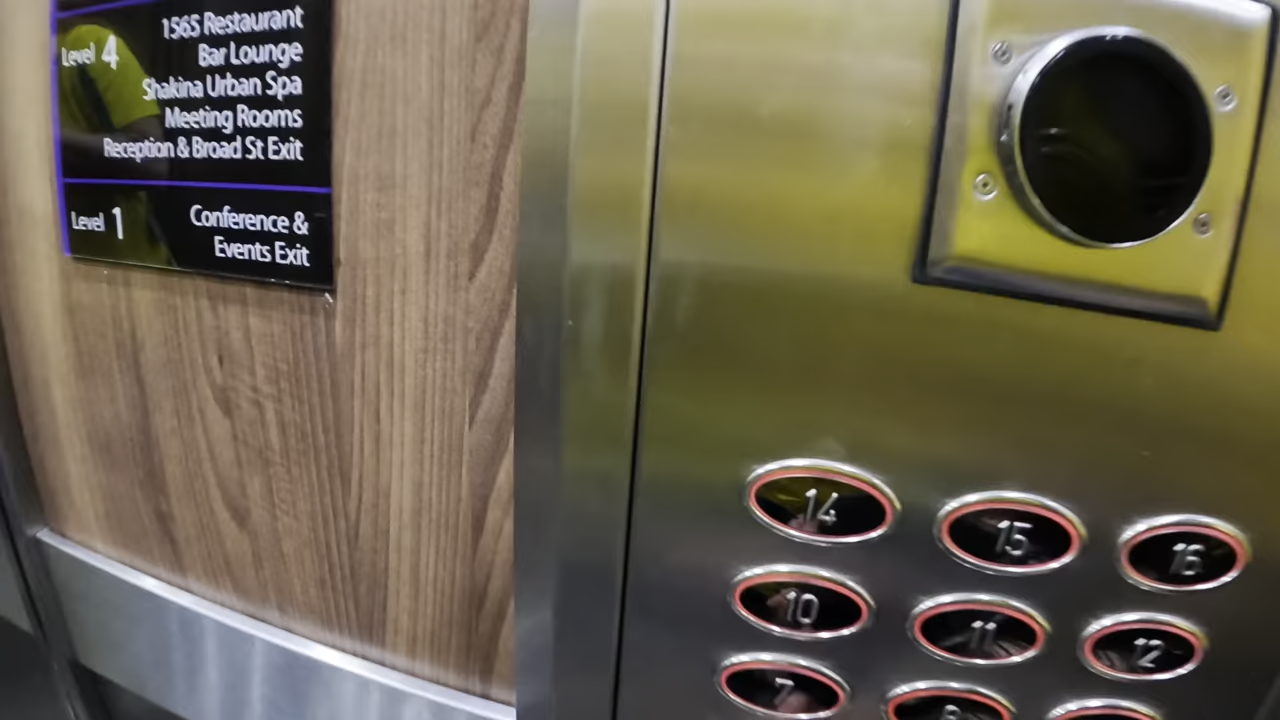 Level 4
1565 Restaurant
Bar Lounge
Shakina Urban Spa
Meeting Rooms
Reception & Broad St Exit
Level 1
Conference &
Events Exit
14 15 16
10 11 12
7 8